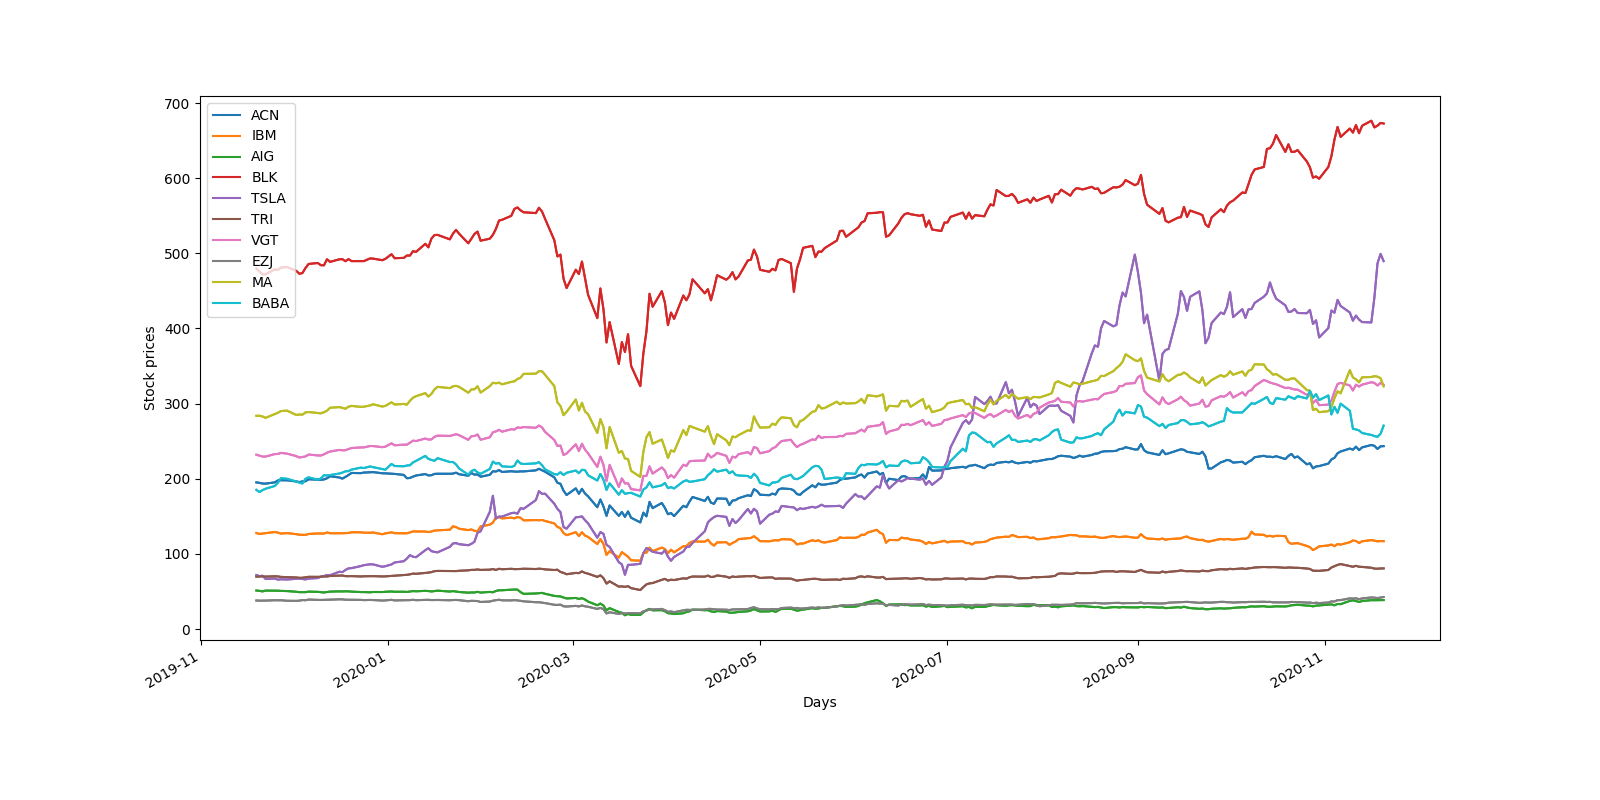 700
600
500
400
300
200
100
0
Stock prices
ACN
IBM
AIG
BLK
TSLA
TRI
VGT
EZJ
MA
BABA
2019-11
2020-01
2020-03
2020-05
2020-07
2020-09
2020-11
Days